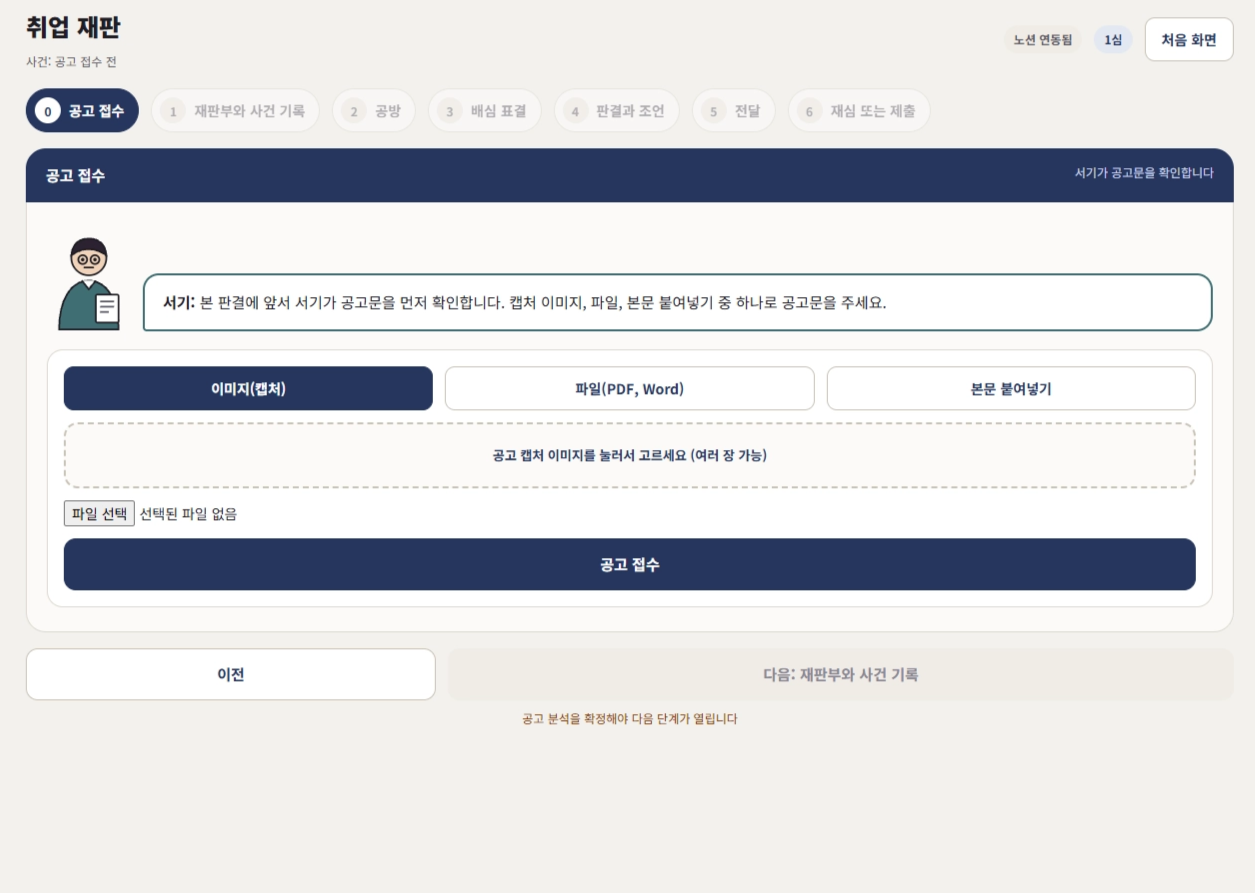 취업 재판
사건: 공고 접수 전
노션 연동됨
1심
처음 화면
0 공고 접수
1 재판부와 사건 기록
2 공방
3 배심 표결
4 판결과 조언
5 전달
6 재심 또는 제출
공고 접수
서기가 공고문을 확인합니다
서기: 본 판결에 앞서 서기가 공고문을 먼저 확인합니다. 캡처 이미지, 파일, 본문 붙여넣기 중 하나로 공고문을 주세요.
이미지(캡처)
파일(PDF, Word)
본문 붙여넣기
공고 캡처 이미지를 눌러서 고르세요 (여러 장 가능)
파일 선택 선택된 파일 없음
공고 접수
이전
다음: 재판부와 사건 기록
공고 분석을 확정해야 다음 단계가 열립니다